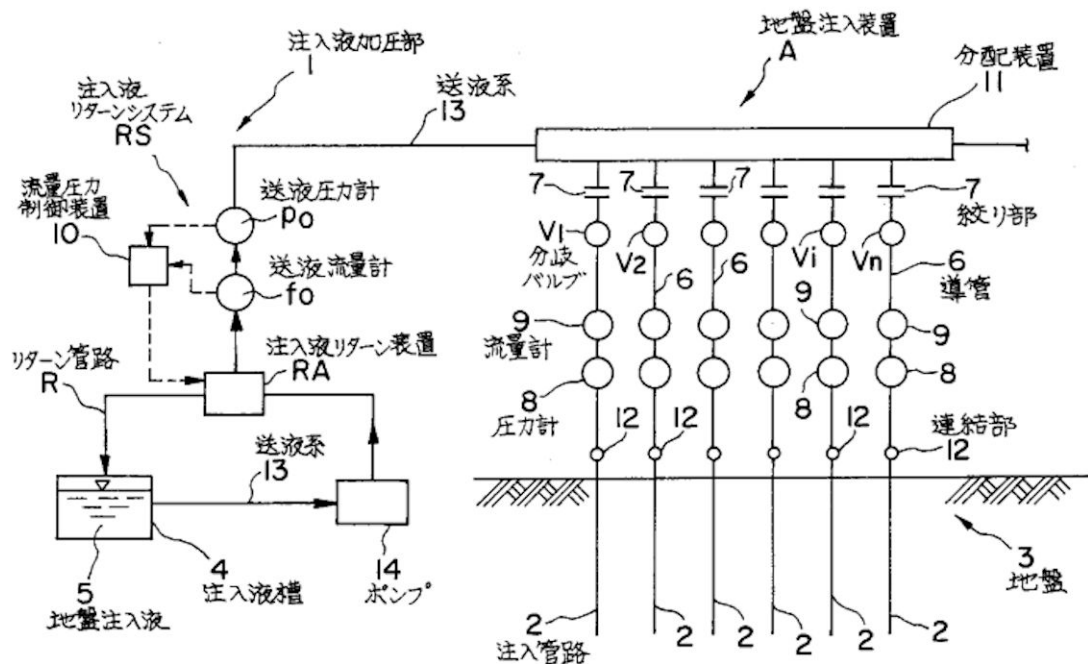 注入液加圧部
1
地盤注入装置
A
分配装置
11
注入液
リターンシステム
RS
送液系
13
流量圧力
制御装置
10
送液圧力計
po
送液流量計
fo
7
7
7
7
絞り部
V1
分岐
バルブ
V2
Vi
Vn
6
6
6
導管
9
流量計
9
9
8
圧力計
8
8
リターン管路
R
注入液リターン装置
RA
12
12
12
連結部
12
送液系
13
5
地盤注入液
4
注入液槽
14
ポンプ
3
地盤
2
注入管路
2
2
2
2
2